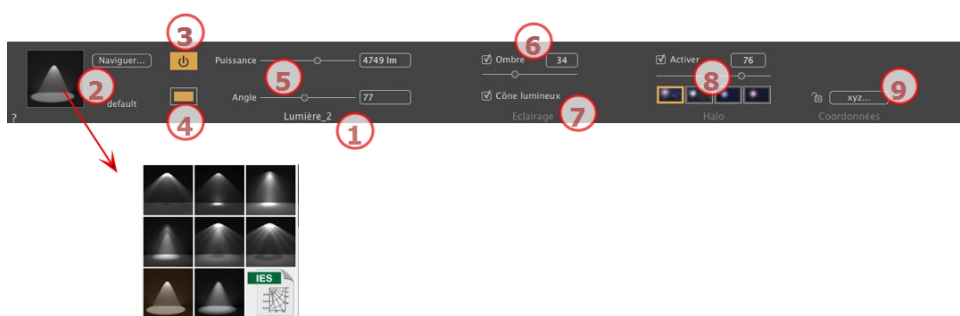 3
6
Naviguer...
Puissance
4749 lm
Ombre
34
Activer
76
2
5
8
9
default
4
Angle
77
Cône lumineux
7
xyz...
?
Lumière_2
1
Eclairage
Halo
Coordonnées
IES